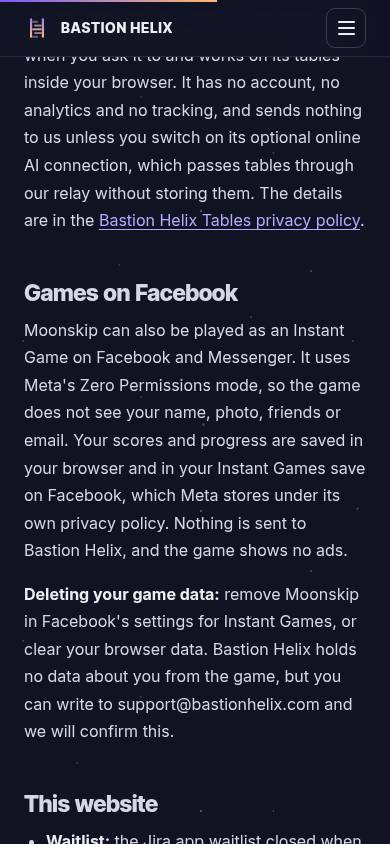 BASTION HELIX
when you ask it to and works on its tables
inside your browser. It has no account, no
analytics and no tracking, and sends nothing
to us unless you switch on its optional online
AI connection, which passes tables through
our relay without storing them. The details
are in the Bastion Helix Tables privacy policy.
Games on Facebook
Moonskip can also be played as an Instant
Game on Facebook and Messenger. It uses
Meta's Zero Permissions mode, so the game
does not see your name, photo, friends or
email. Your scores and progress are saved in
your browser and in your Instant Games save
on Facebook, which Meta stores under its
own privacy policy. Nothing is sent to
Bastion Helix, and the game shows no ads.
Deleting your game data: remove Moonskip
in Facebook's settings for Instant Games, or
clear your browser data. Bastion Helix holds
no data about you from the game, but you
can write to support@bastionhelix.com and
we will confirm this.
This website
• Waitlist: the Jira app waitlist closed when